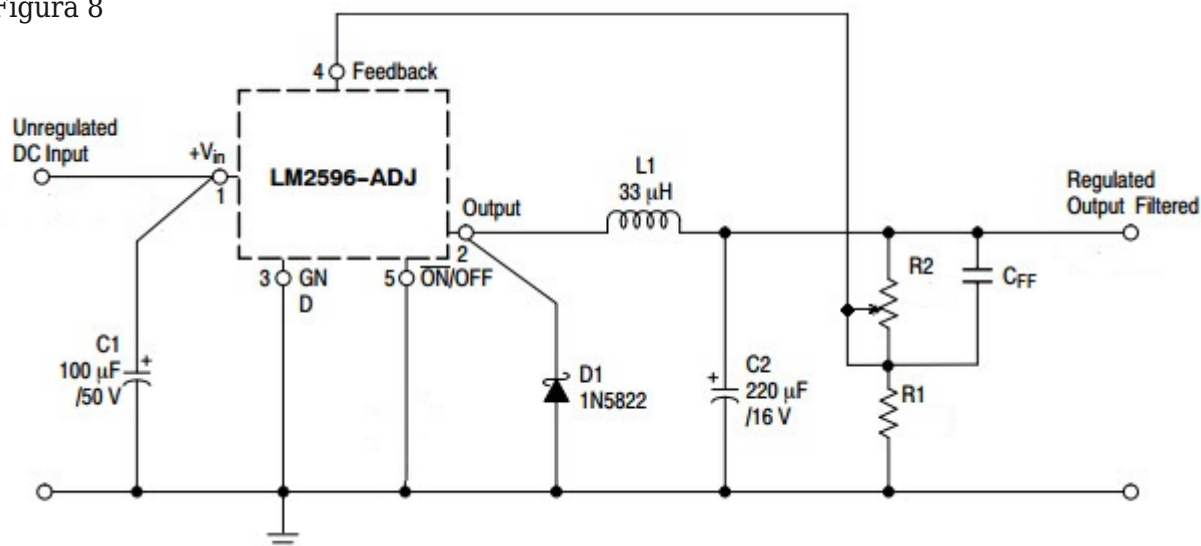 Figura 8
4 Feedback
Unregulated
DC Input
+Vin
1
LM2596-ADJ
Output
2
3 GN
D
5 ON/OFF
L1
33 µH
Regulated
Output Filtered
R2
CFF
C1
100 µF
/50 V
+
D1
1N5822
+
C2
220 µF
/16 V
R1